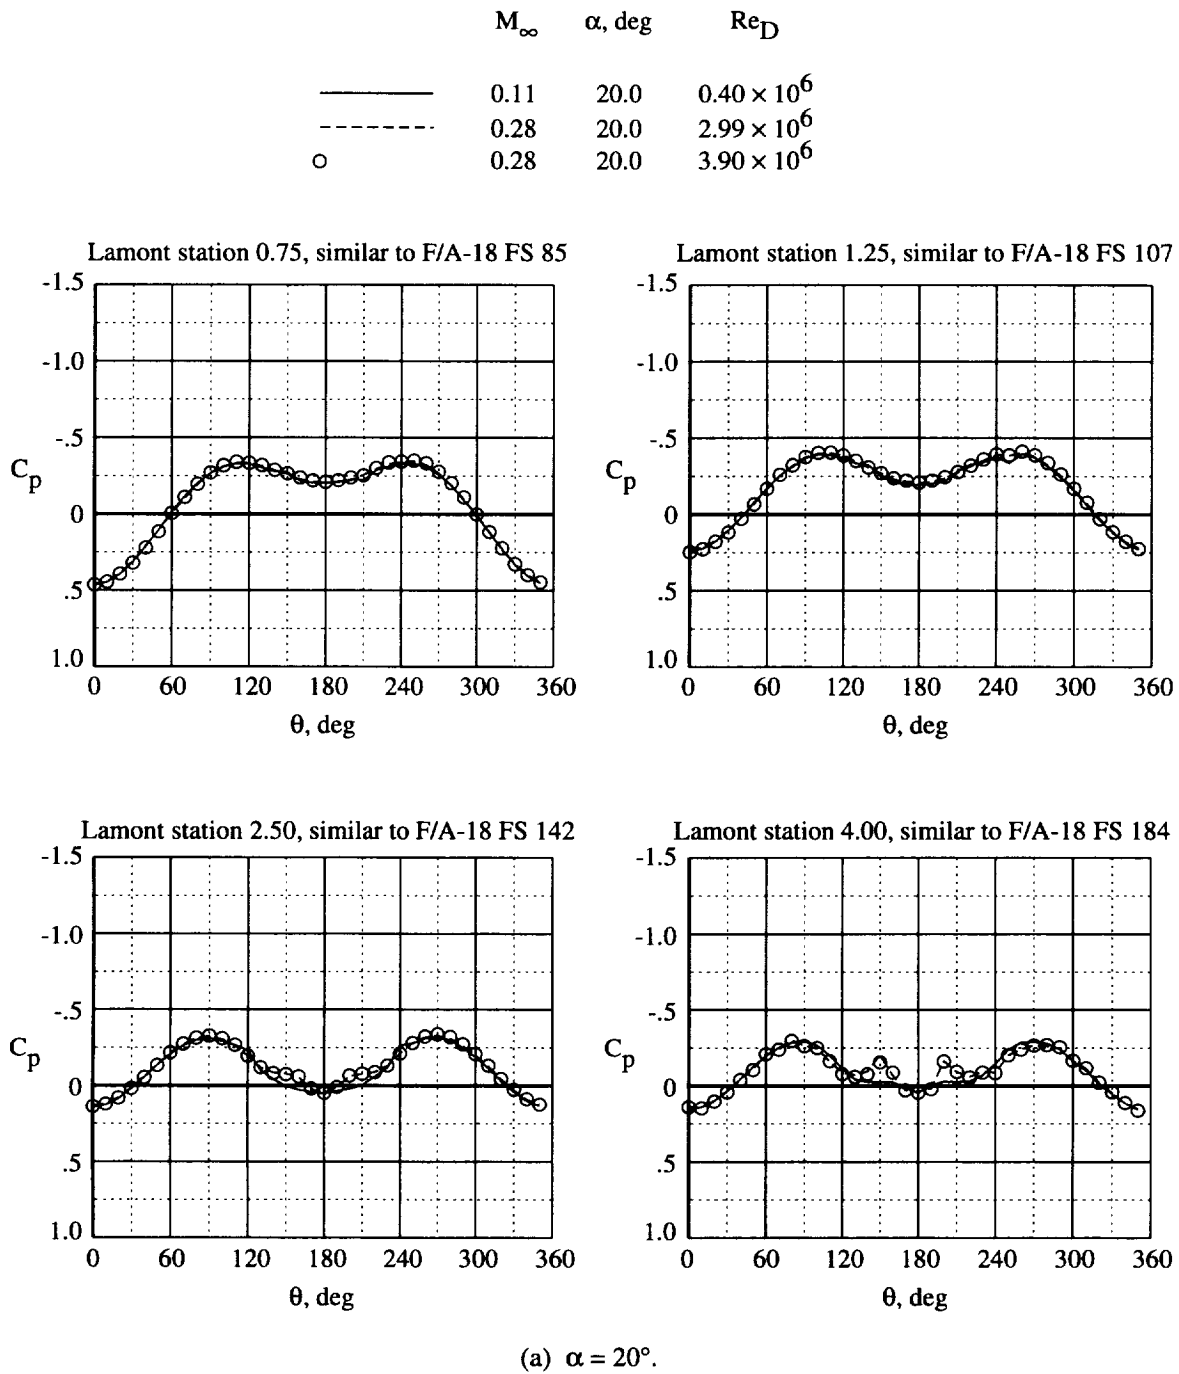 M∞ α, deg Re_D
0.11 20.0 0.40 × 10^6
0.28 20.0 2.99 × 10^6
0.28 20.0 3.90 × 10^6
Lamont station 0.75, similar to F/A-18 FS 85
-1.5
-1.0
-.5
C_p
0
.5
1.0
0 60 120 180 240 300 360
θ, deg
Lamont station 1.25, similar to F/A-18 FS 107
-1.5
-1.0
-.5
C_p
0
.5
1.0
0 60 120 180 240 300 360
θ, deg
Lamont station 2.50, similar to F/A-18 FS 142
-1.5
-1.0
-.5
C_p
0
.5
1.0
0 60 120 180 240 300 360
θ, deg
Lamont station 4.00, similar to F/A-18 FS 184
-1.5
-1.0
-.5
C_p
0
.5
1.0
0 60 120 180 240 300 360
θ, deg
(a) α = 20°.